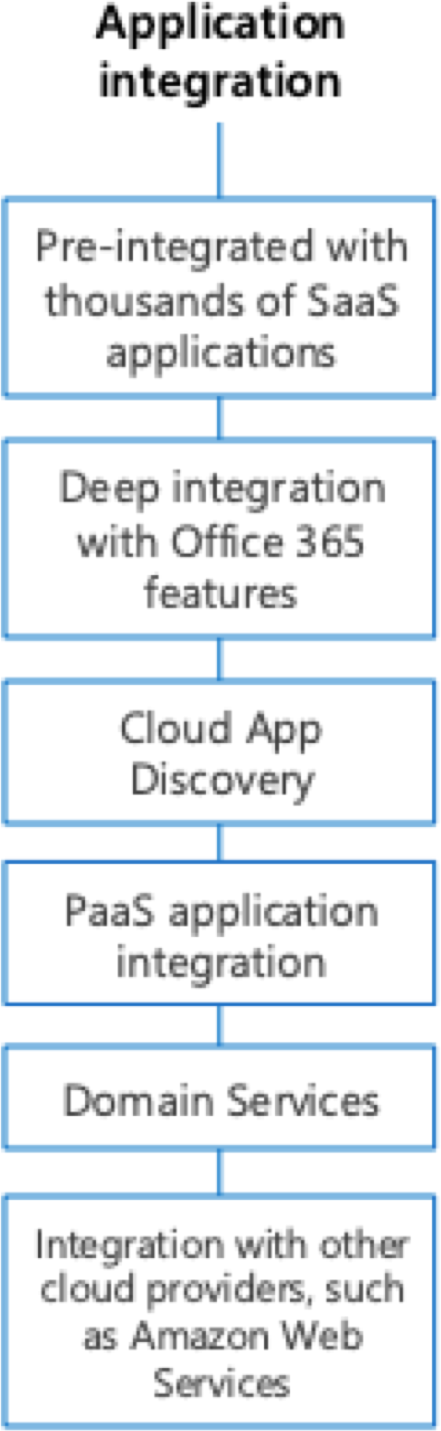 Application
integration
Pre-integrated with
thousands of SaaS
applications
Deep integration
with Office 365
features
Cloud App
Discovery
PaaS application
integration
Domain Services
Integration with other
cloud providers, such
as Amazon Web
Services